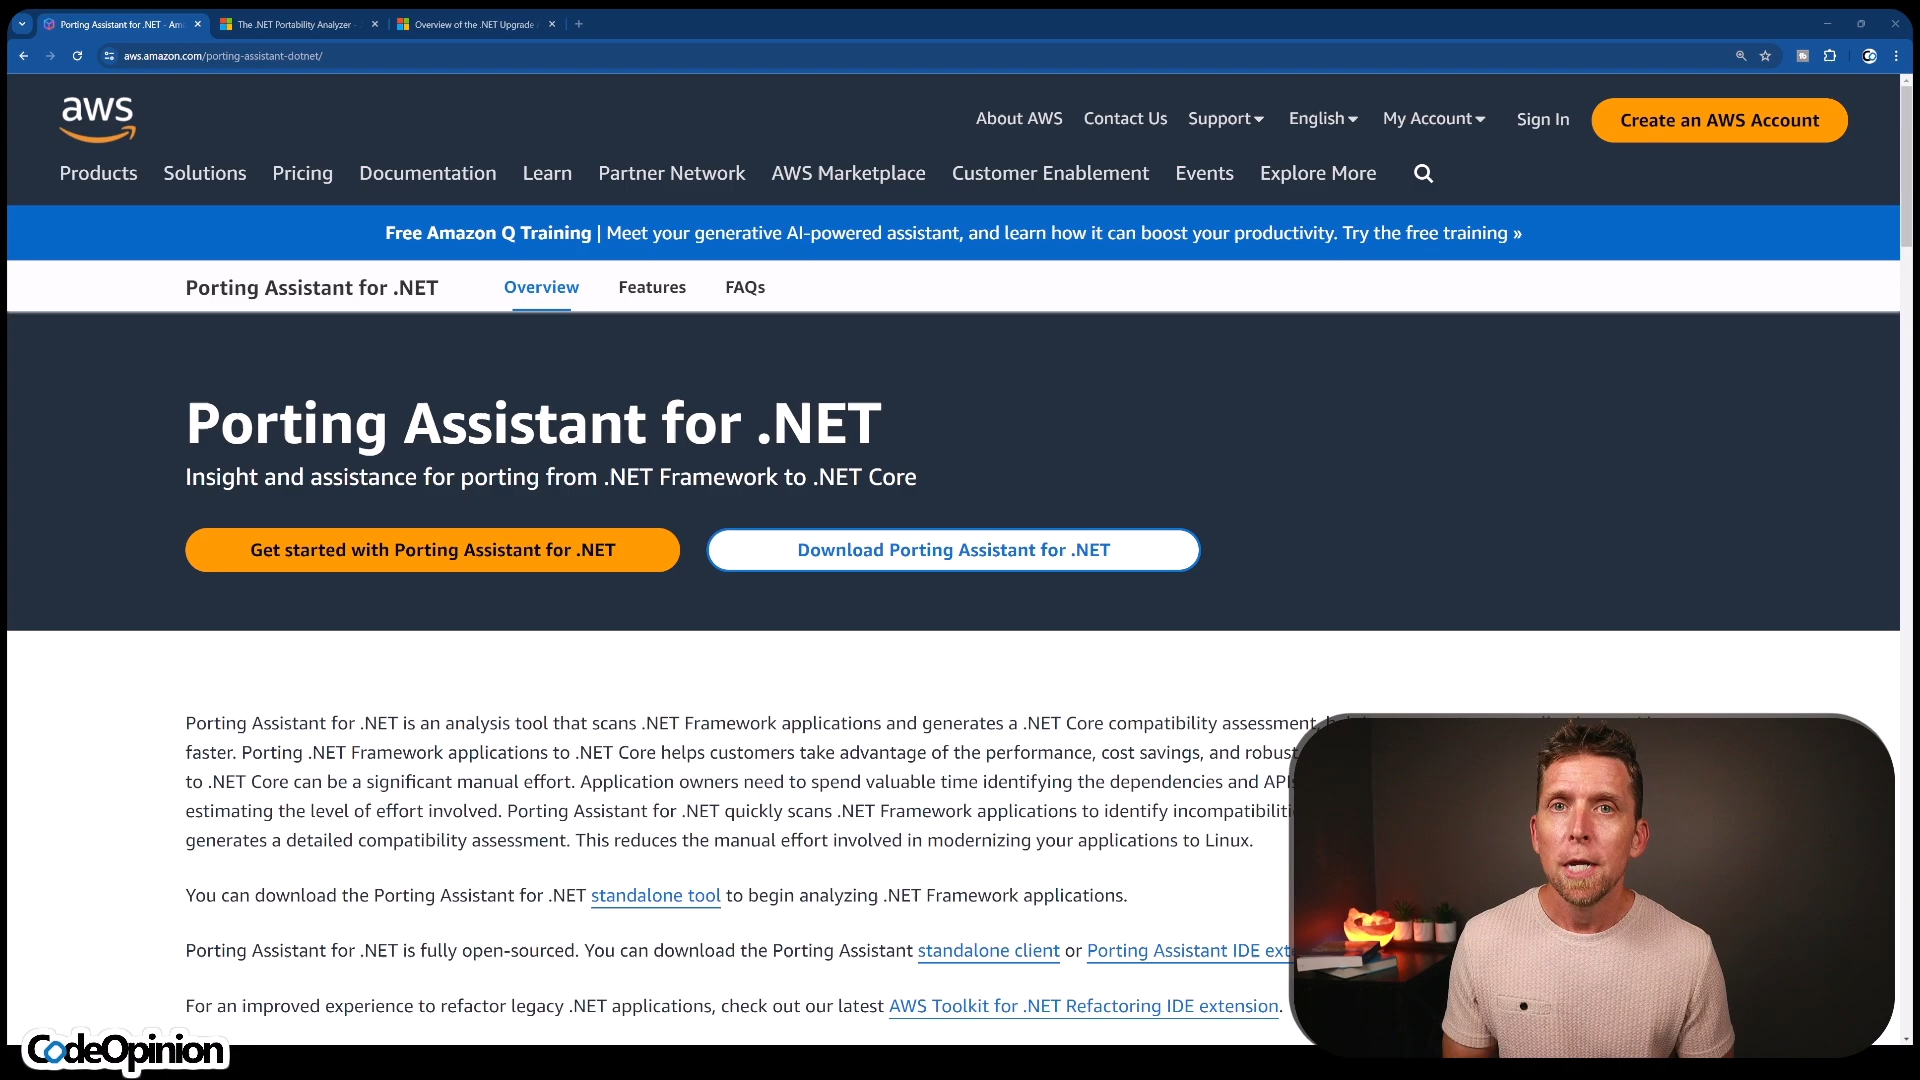 Porting Assistant for .NET - Am
The .NET Portability Analyzer -
Overview of the .NET Upgrade
aws.amazon.com/porting-assistant-dotnet/
aws
About AWS Contact Us Support English My Account Sign In Create an AWS Account
Products Solutions Pricing Documentation Learn Partner Network AWS Marketplace Customer Enablement Events Explore More
Free Amazon Q Training | Meet your generative AI-powered assistant, and learn how it can boost your productivity. Try the free training »
Porting Assistant for .NET Overview Features FAQs
Porting Assistant for .NET
Insight and assistance for porting from .NET Framework to .NET Core
Get started with Porting Assistant for .NET Download Porting Assistant for .NET
Porting Assistant for .NET is an analysis tool that scans .NET Framework applications and generates a .NET Core compatibility assessment,
faster. Porting .NET Framework applications to .NET Core helps customers take advantage of the performance, cost savings, and robust
to .NET Core can be a significant manual effort. Application owners need to spend valuable time identifying the dependencies and APIs
estimating the level of effort involved. Porting Assistant for .NET quickly scans .NET Framework applications to identify incompatibiliti
generates a detailed compatibility assessment. This reduces the manual effort involved in modernizing your applications to Linux.
You can download the Porting Assistant for .NET standalone tool to begin analyzing .NET Framework applications.
Porting Assistant for .NET is fully open-sourced. You can download the Porting Assistant standalone client or Porting Assistant IDE ext
For an improved experience to refactor legacy .NET applications, check out our latest AWS Toolkit for .NET Refactoring IDE extension.
CodeOpinion